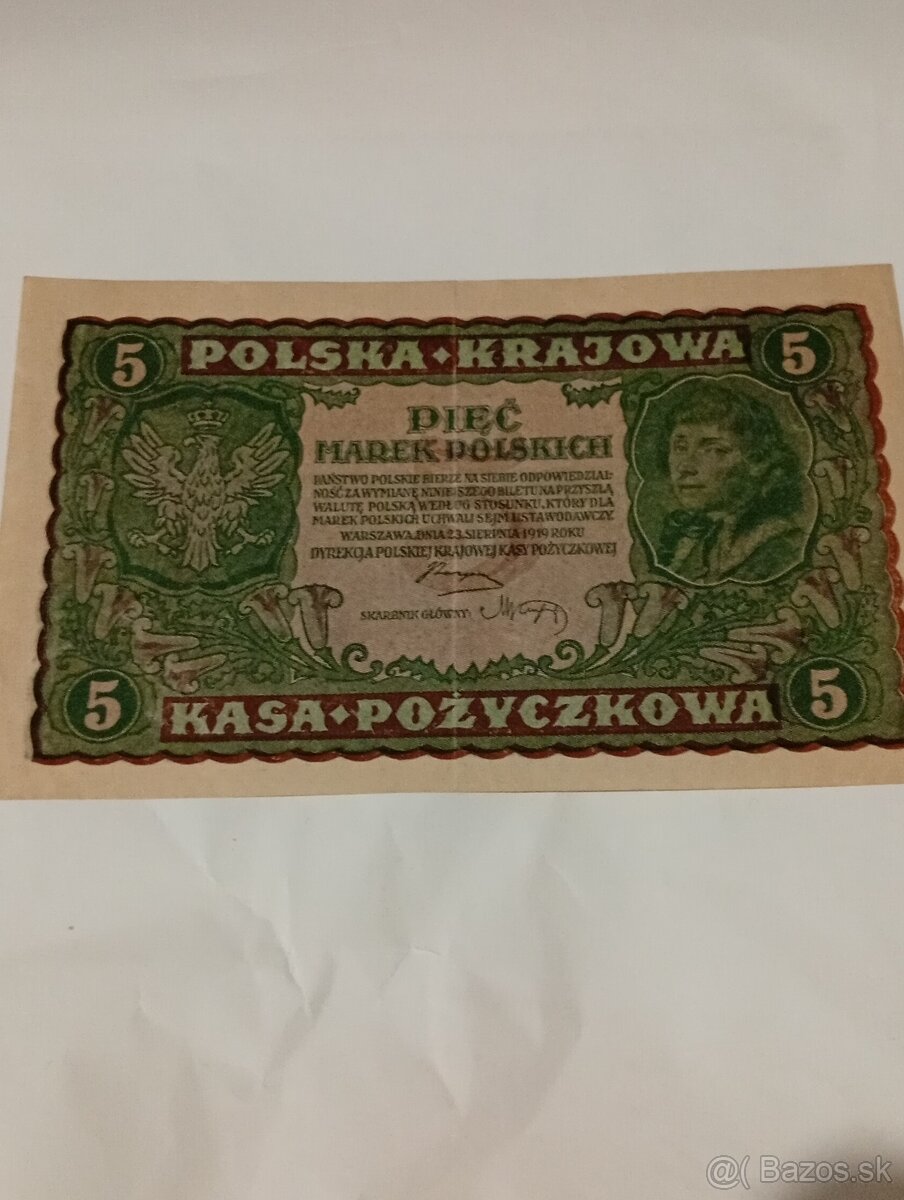 5 POLSKA·KRAJOWA 5
PIĘĆ
MAREK POLSKICH
PAŃSTWO POLSKIE BIERZE NA SIEBIE ODPOWIEDZIAL-
NOŚĆ ZA WYMIANĘ NINIEJSZEGO BILETU NA PRZYSZŁĄ
WALUTĘ POLSKĄ WEDŁUG STOSUNKU, KTÓRY DLA
MAREK POLSKICH UCHWALI SEJM USTAWODAWCZY.
WARSZAWA, DNIA 23. SIERPNIA 1919 ROKU
DYREKCJA POLSKIEJ KRAJOWEJ KASY POŻYCZKOWEJ
SKARBNIK GŁÓWNY:
5 KASA·POŻYCZKOWA 5
@( Bazos.sk